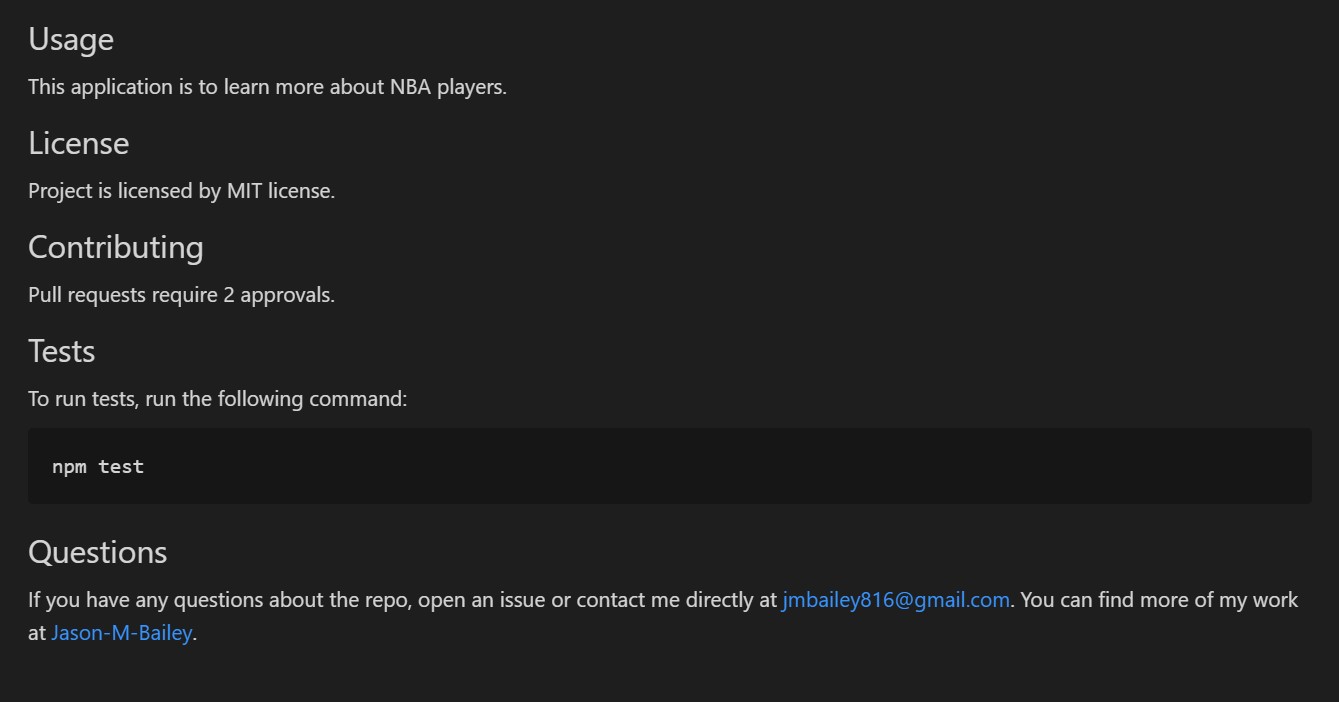 Usage
This application is to learn more about NBA players.
License
Project is licensed by MIT license.
Contributing
Pull requests require 2 approvals.
Tests
To run tests, run the following command:
npm test
Questions
If you have any questions about the repo, open an issue or contact me directly at jmbailey816@gmail.com. You can find more of my work
at Jason-M-Bailey.